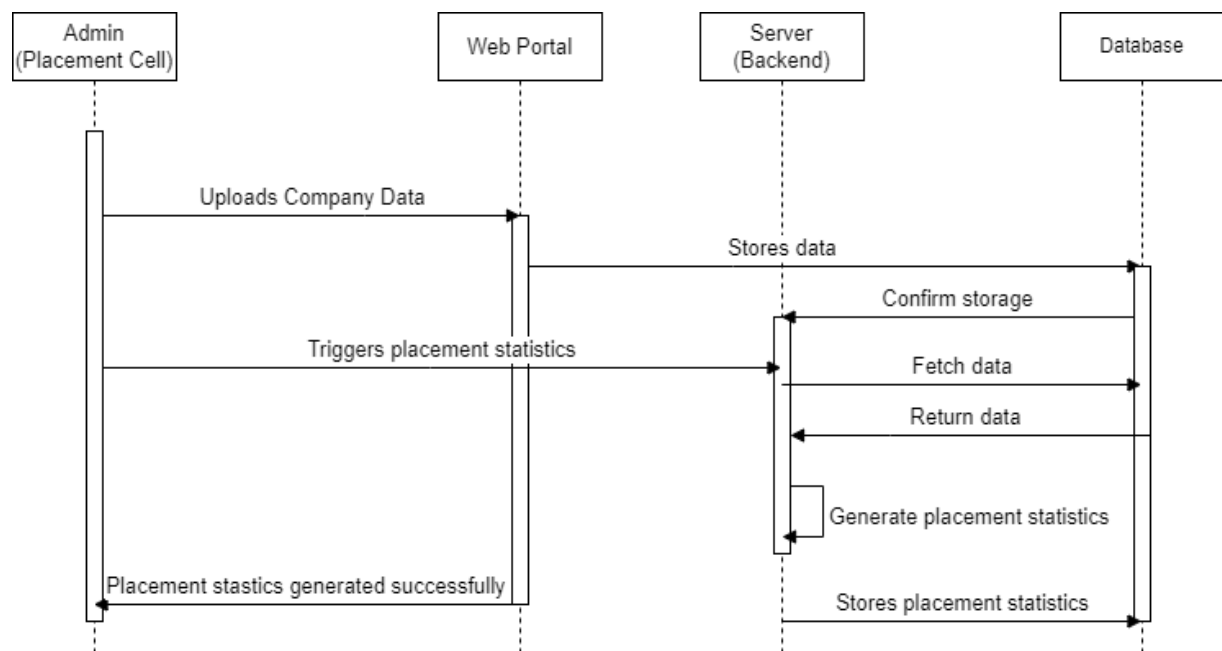 Admin
(Placement Cell)
Web Portal
Server
(Backend)
Database
Uploads Company Data
Stores data
Confirm storage
Triggers placement statistics
Fetch data
Return data
Generate placement statistics
Placement stastics generated successfully
Stores placement statistics